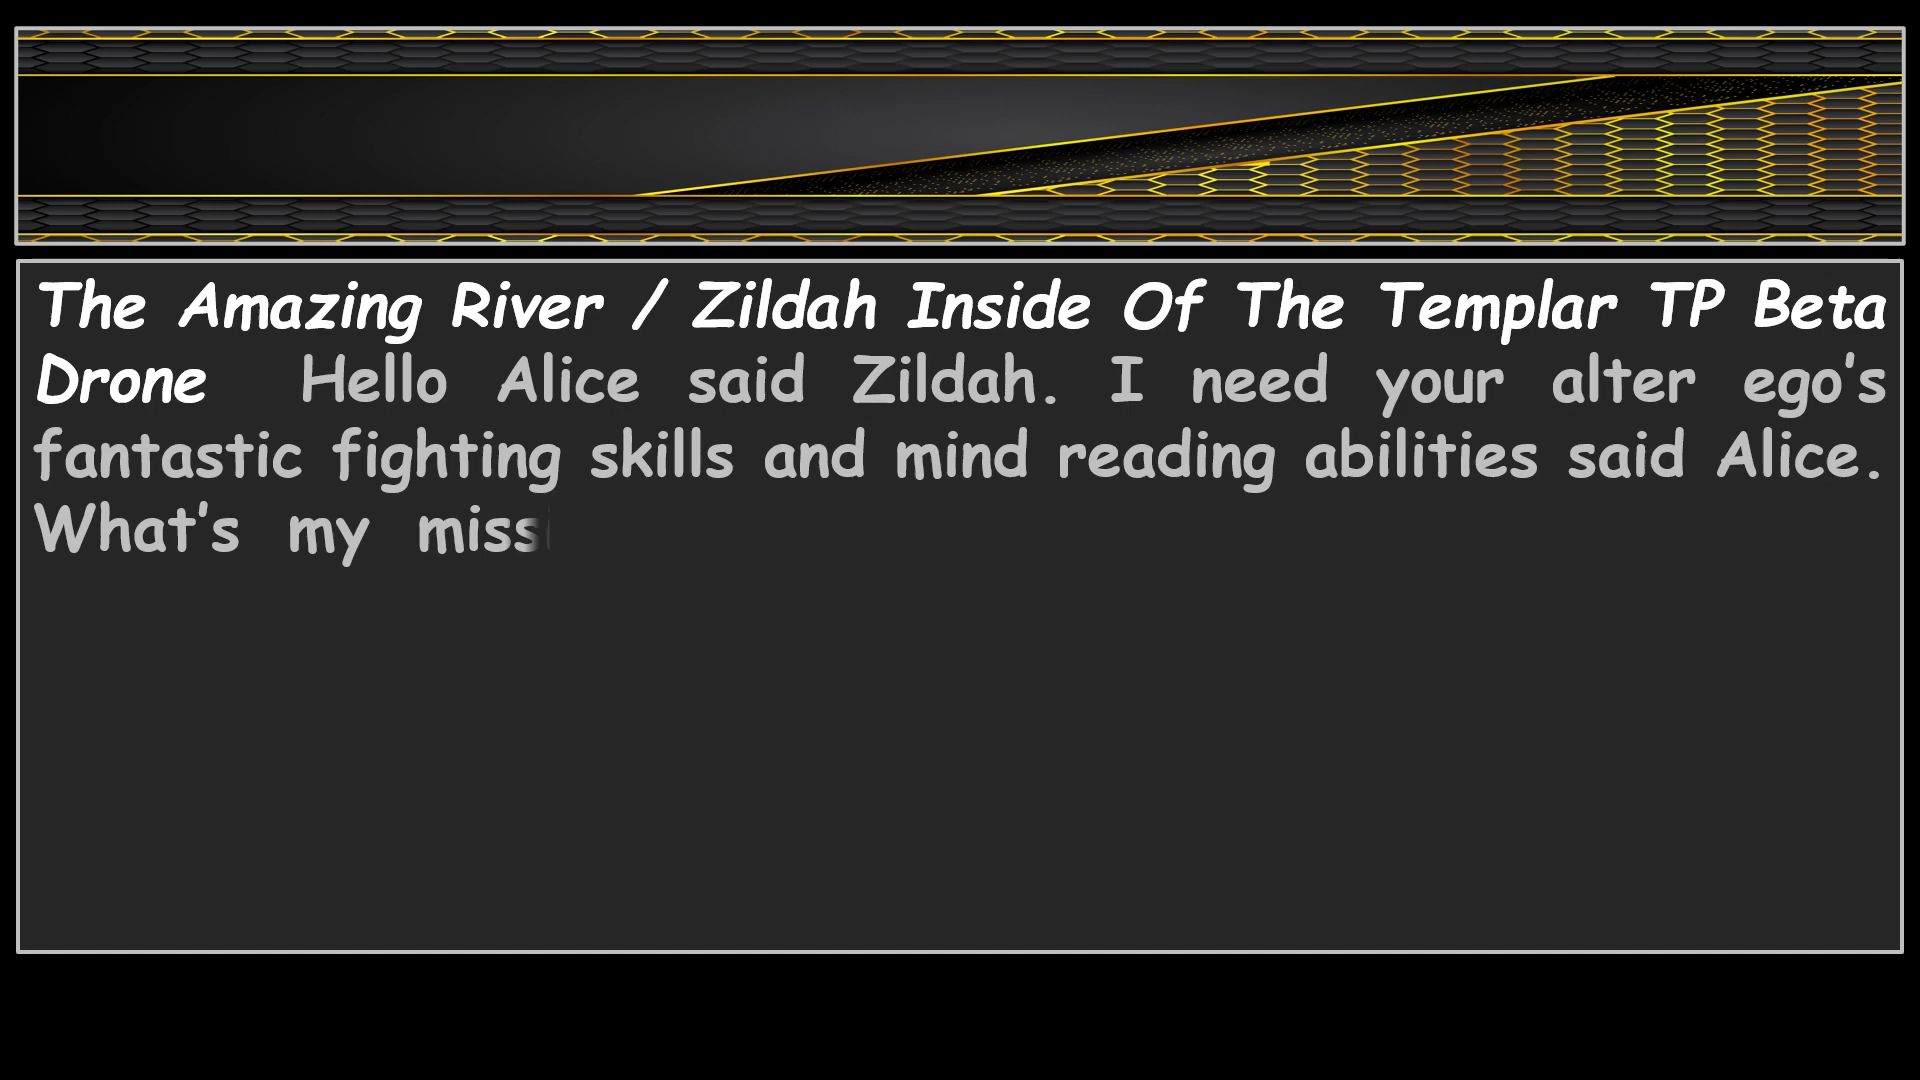 The Amazing River / Zildah Inside Of The Templar TP Beta
Drone Hello Alice said Zildah. I need your alter ego's
fantastic fighting skills and mind reading abilities said Alice.
What's my miss